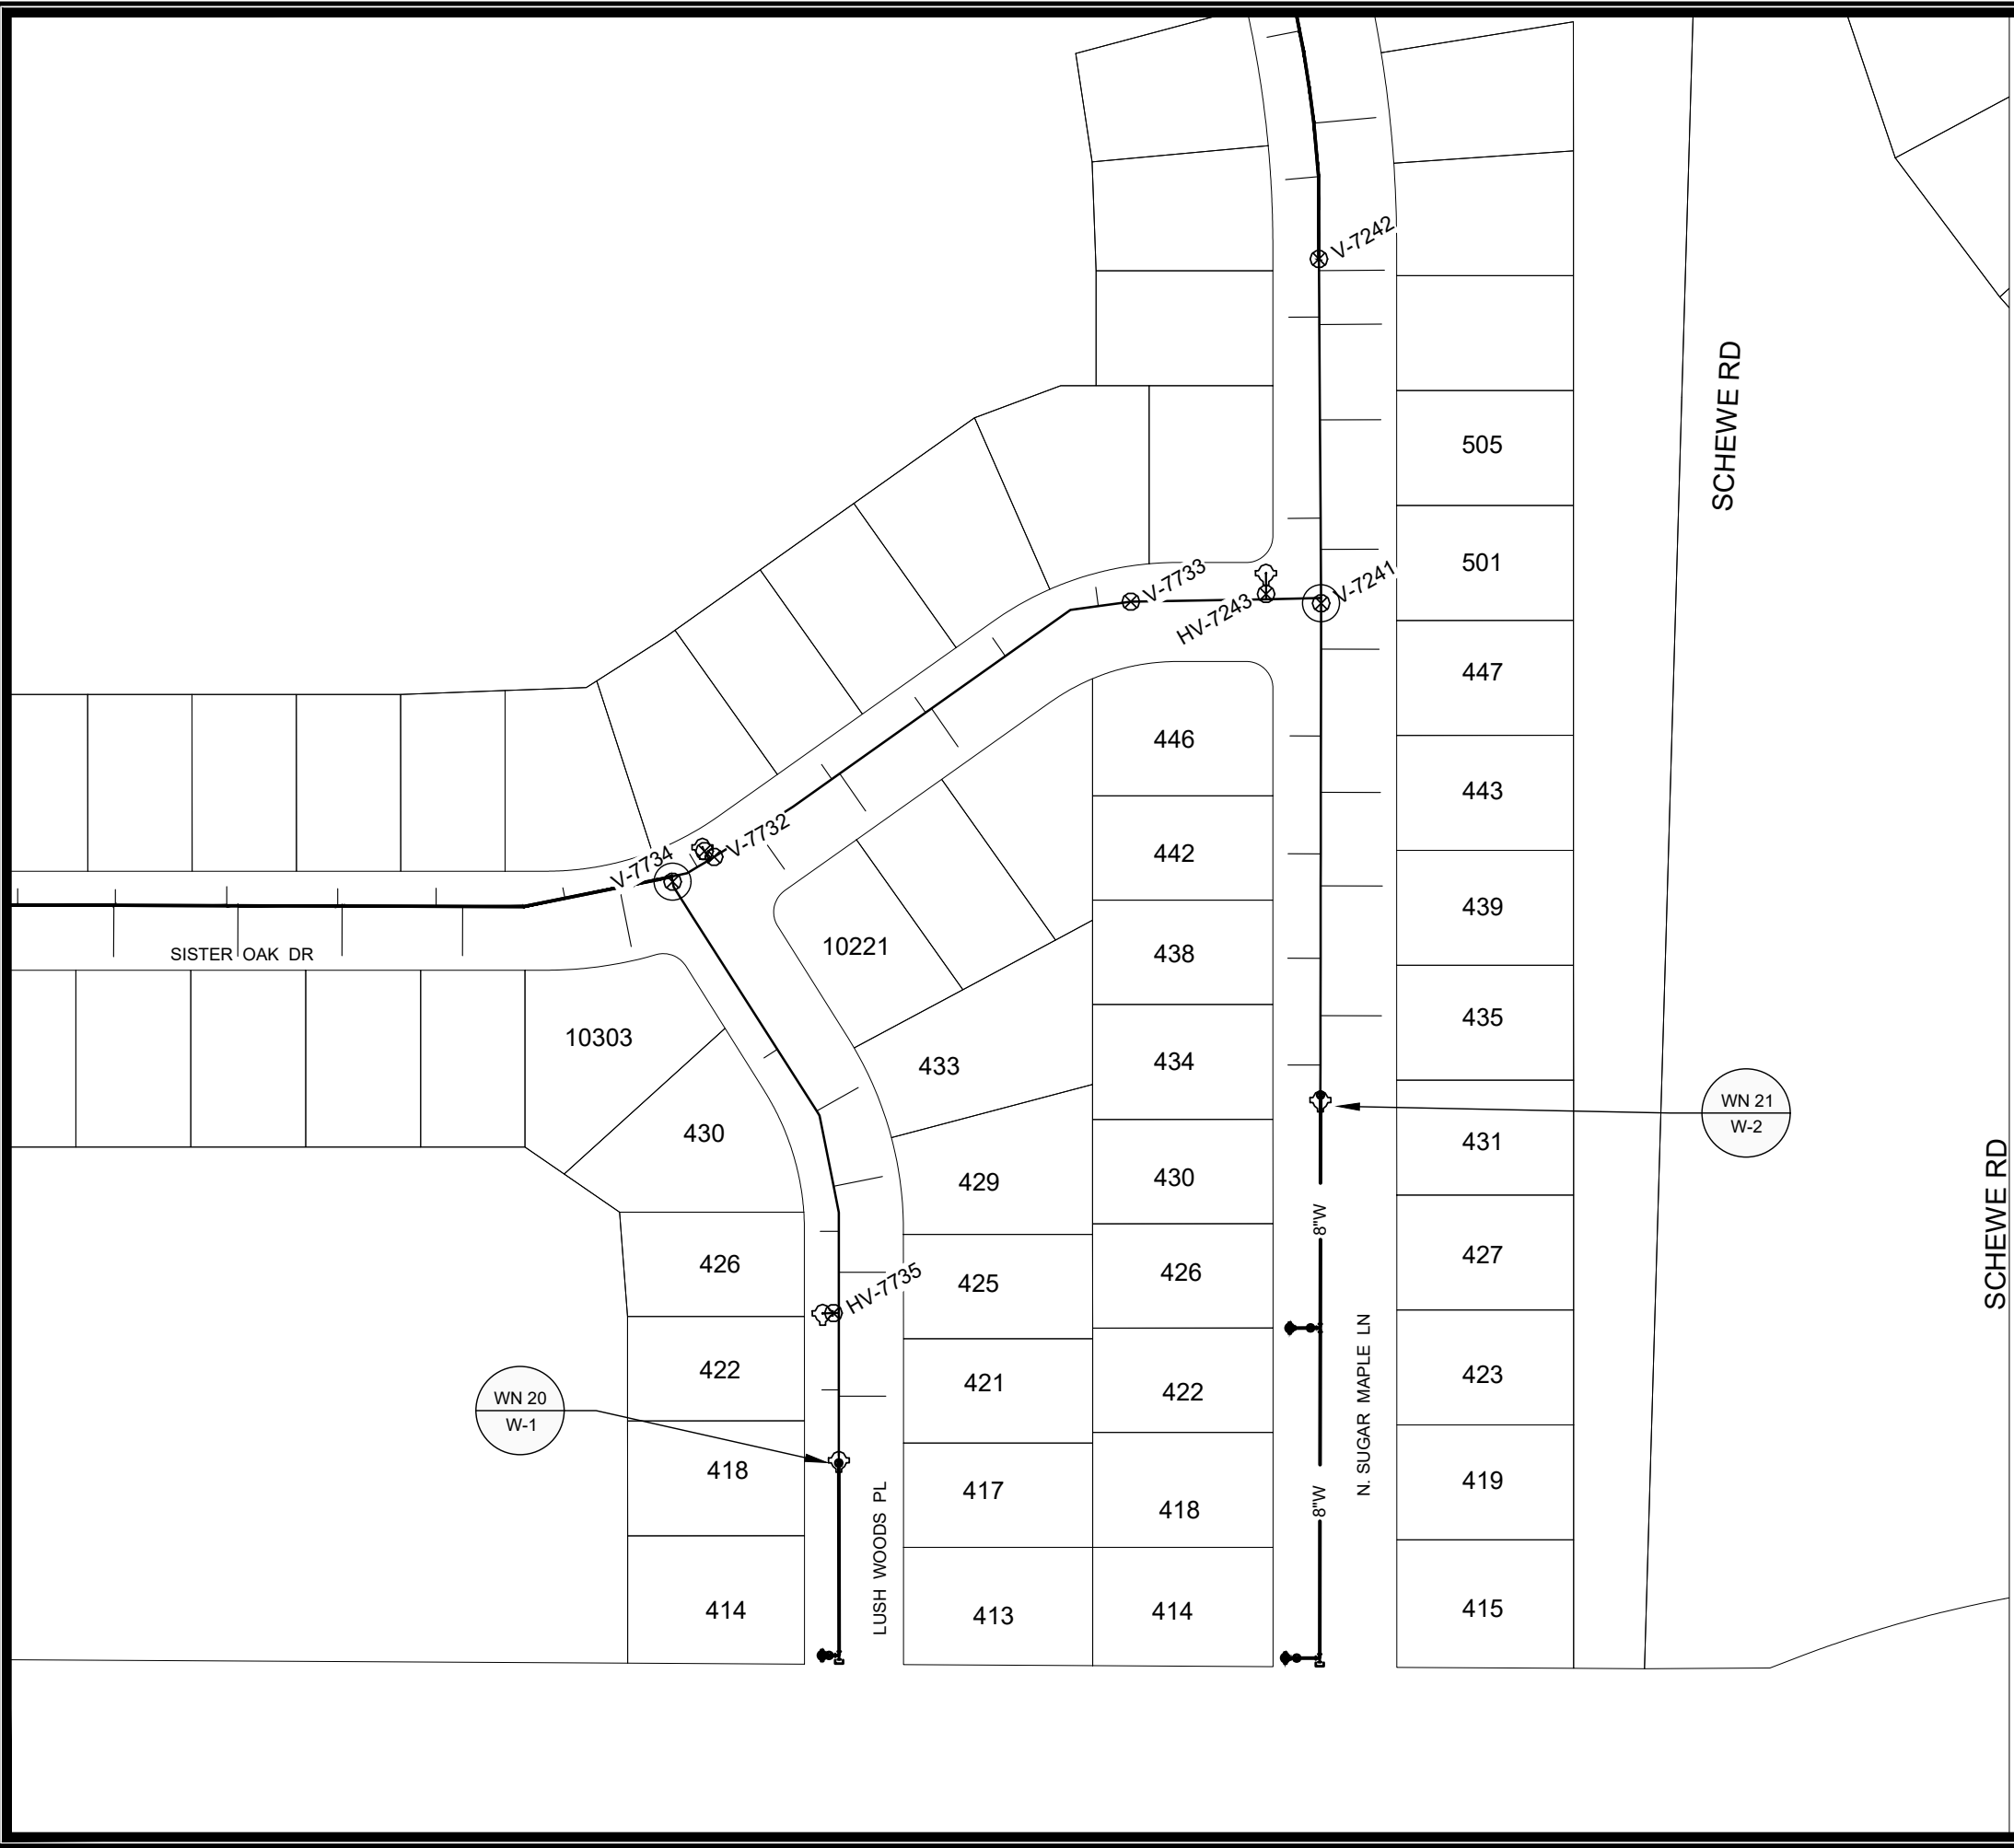 V-7242
SCHEWE RD
505
501
V-7733
V-7241
HV-7243
447
446
443
V-7732
442
V-7734
439
10221
438
SISTER OAK DR
435
10303
433
434
WN 21
W-2
430
431
429
430
8"W
SCHEWE RD
426
425
426
427
HV-7735
422
421
422
423
N. SUGAR MAPLE LN
WN 20
W-1
418
417
418
419
8"W
LUSH WOODS PL
414
413
414
415